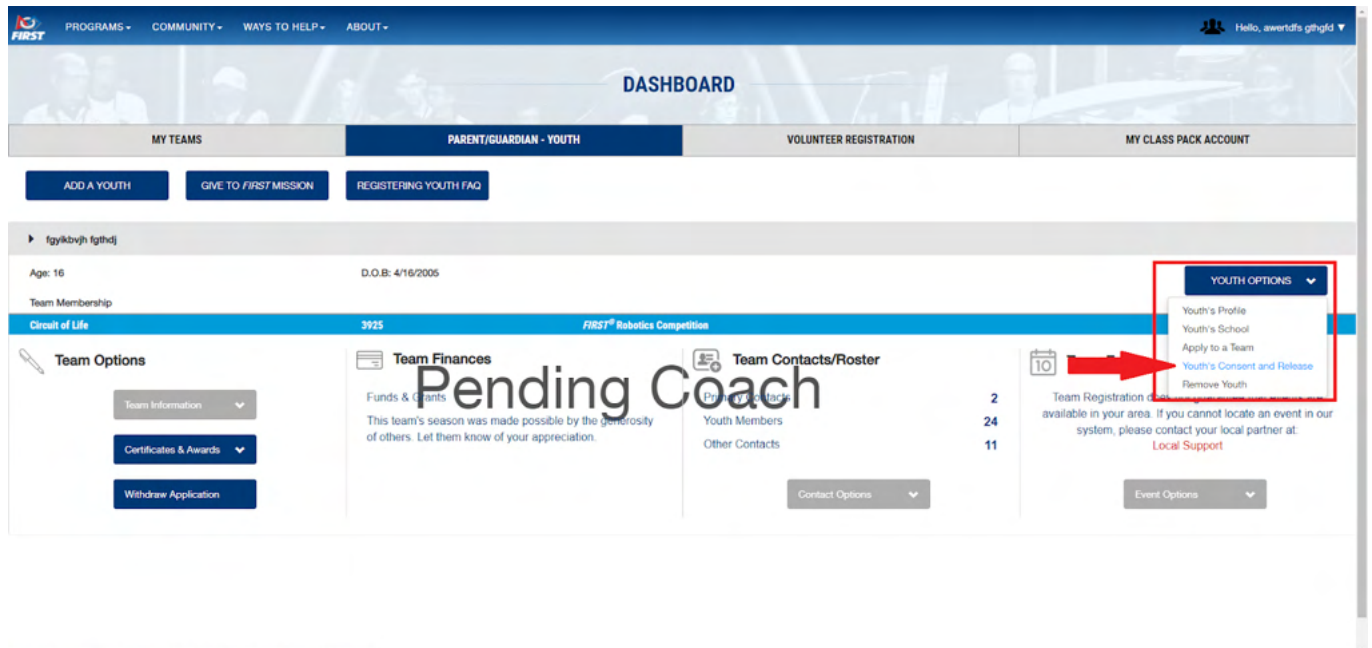 FIRST PROGRAMS COMMUNITY WAYS TO HELP ABOUT Hello, awertdfs gthgfd
DASHBOARD
MY TEAMS PARENT/GUARDIAN - YOUTH VOLUNTEER REGISTRATION MY CLASS PACK ACCOUNT
ADD A YOUTH GIVE TO FIRST MISSION REGISTERING YOUTH FAQ
fgyikbvjh fgthdj
Age: 16 D.O.B: 4/16/2005 YOUTH OPTIONS
Team Membership
Circuit of Life 3925 FIRST® Robotics Competition
Youth's Profile
Youth's School
Apply to a Team
Youth's Consent and Release
Remove Youth
Team Options
Team Information
Certificates & Awards
Withdraw Application
Pending Coach
Team Finances
Funds & Grants
This team's season was made possible by the generosity
of others. Let them know of your appreciation.
Team Contacts/Roster
Primary Contacts 2
Youth Members 24
Other Contacts 11
Contact Options
10
Team Registration
available in your area. If you cannot locate an event in our
system, please contact your local partner at:
Local Support
Event Options